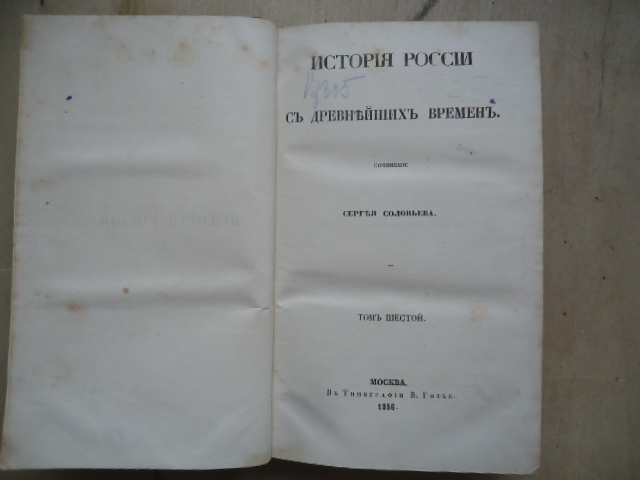 ИСТОРІЯ РОССІИ
СЪ ДРЕВНѢЙШИХЪ ВРЕМЕНЪ.
СОЧИНЕНІЕ
СЕРГѢЯ СОЛОВЬЕВА.
ТОМЪ ШЕСТОЙ.
МОСКВА.
Въ Типографіи В. Готье.
1856.